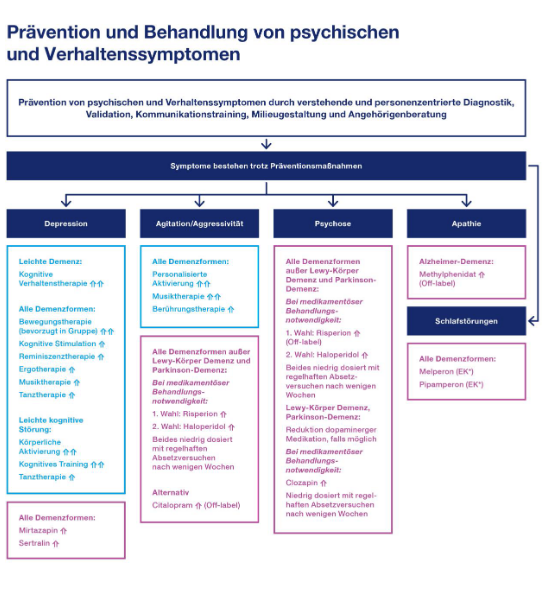 Prävention und Behandlung von psychischen
und Verhaltenssymptomen
Prävention von psychischen und Verhaltenssymptomen durch verstehende und personenzentrierte Diagnostik,
Validation, Kommunikationstraining, Milieugestaltung und Angehörigenberatung
Symptome bestehen trotz Präventionsmaßnahmen
Depression
Leichte Demenz:
Kognitive
Verhaltenstherapie ⇧⇧
Alle Demenzformen:
Bewegungstherapie
(bevorzugt in Gruppe) ⇧⇧
Kognitive Stimulation ⇧
Reminiszenztherapie ⇧
Ergotherapie ⇧
Musiktherapie ⇧
Tanztherapie ⇧
Leichte kognitive
Störung:
Körperliche
Aktivierung ⇧⇧
Kognitives Training ⇧⇧
Tanztherapie ⇧
Alle Demenzformen:
Mirtazapin ⇧
Sertralin ⇧
Agitation/Aggressivität
Alle Demenzformen:
Personalisierte
Aktivierung ⇧⇧
Musiktherapie ⇧⇧
Berührungstherapie ⇧
Alle Demenzformen außer
Lewy-Körper Demenz und
Parkinson-Demenz:
Bei medikamentöser
Behandlungs-
notwendigkeit:
1. Wahl: Risperion ⇧
2. Wahl: Haloperidol ⇧
Beides niedrig dosiert
mit regelhaften
Absetzversuchen
nach wenigen Wochen
Alternativ
Citalopram ⇧ (Off-label)
Psychose
Alle Demenzformen
außer Lewy-Körper
Demenz und Parkinson-
Demenz:
Bei medikamentöser
Behandlungs-
notwendigkeit:
1. Wahl: Risperion ⇧
(Off-label)
2. Wahl: Haloperidol ⇧
Beides niedrig dosiert mit
regelhaften Absetz-
versuchen nach wenigen
Wochen
Lewy-Körper Demenz,
Parkinson-Demenz:
Reduktion dopaminerger
Medikation, falls möglich
Bei medikamentöser
Behandlungs-
notwendigkeit:
Clozapin ⇧
Niedrig dosiert mit regel-
haften Absetzversuchen
nach wenigen Wochen
Apathie
Alzheimer-Demenz:
Methylphenidat ⇧
(Off-label)
Schlafstörungen
Alle Demenzformen:
Melperon (EK*)
Pipamperon (EK*)